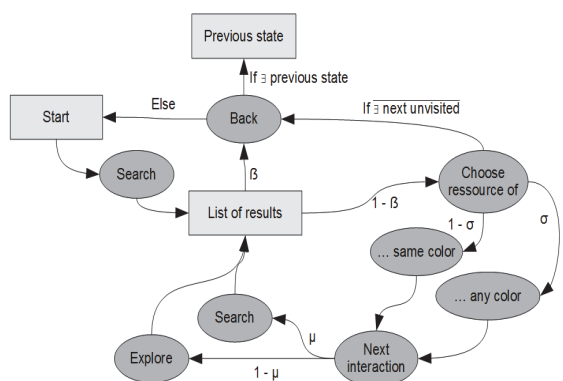 Previous state
If ∃ previous state
Else
If ∃ next unvisited
Start
Back
Search
Choose
ressource of
ß
List of results
1 - ß
1 - σ
σ
... same color
... any color
Search
μ
Next
interaction
Explore
1 - μ